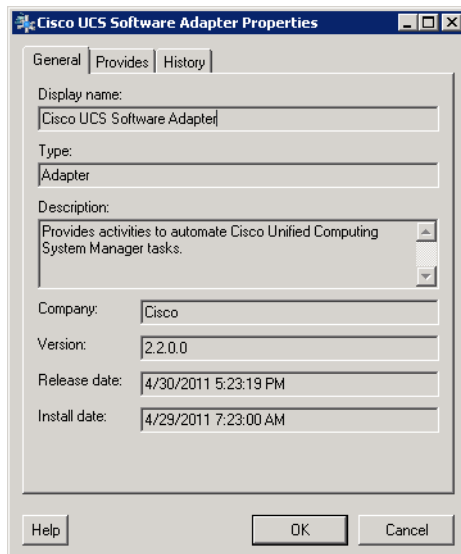 Cisco UCS Software Adapter Properties
General Provides History
Display name:
Cisco UCS Software Adapter
Type:
Adapter
Description:
Provides activities to automate Cisco Unified Computing
System Manager tasks.
Company: Cisco
Version: 2.2.0.0
Release date: 4/30/2011 5:23:19 PM
Install date: 4/29/2011 7:23:00 AM
Help OK Cancel